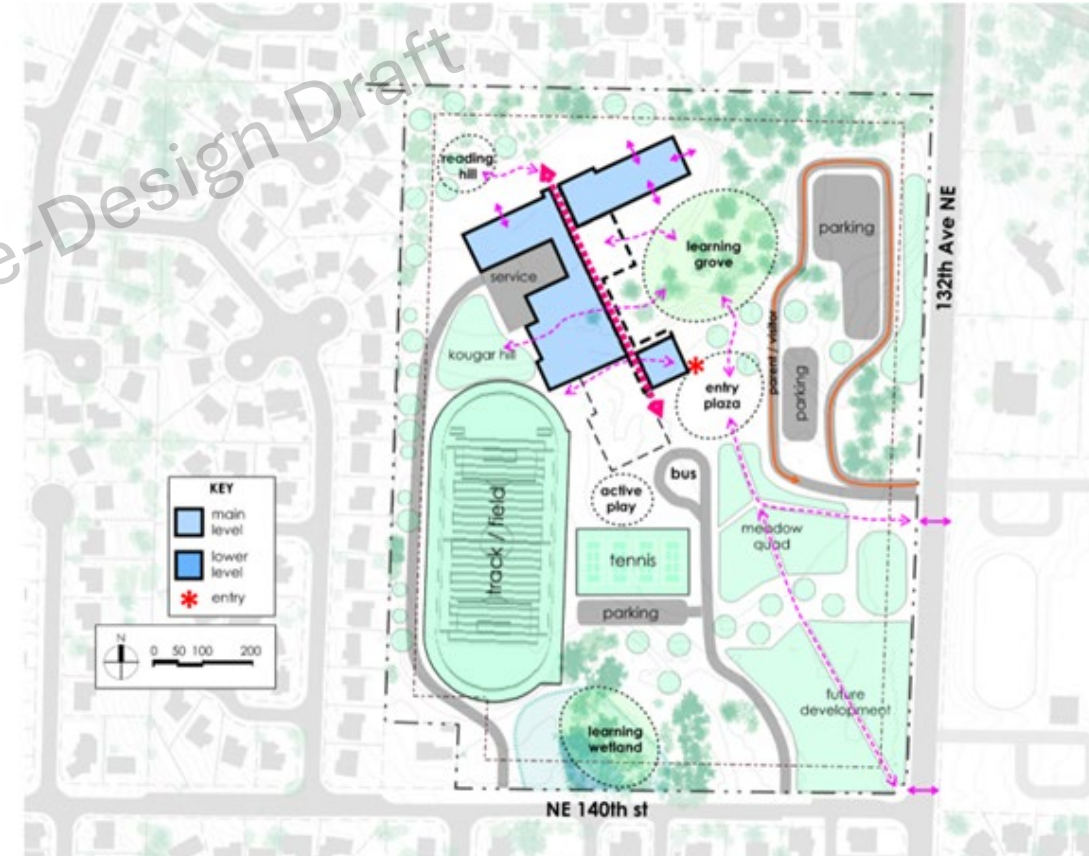 e-Design Draft
reading
hill
service
learning
grove
parking
132th Ave NE
kougar hill
parent / visitor
entry
plaza
parking
bus
active
play
track / field
meadow
quad
tennis
parking
KEY
main
level
lower
level
entry
N
0 50 100 200
future
development
learning
wetland
NE 140th st